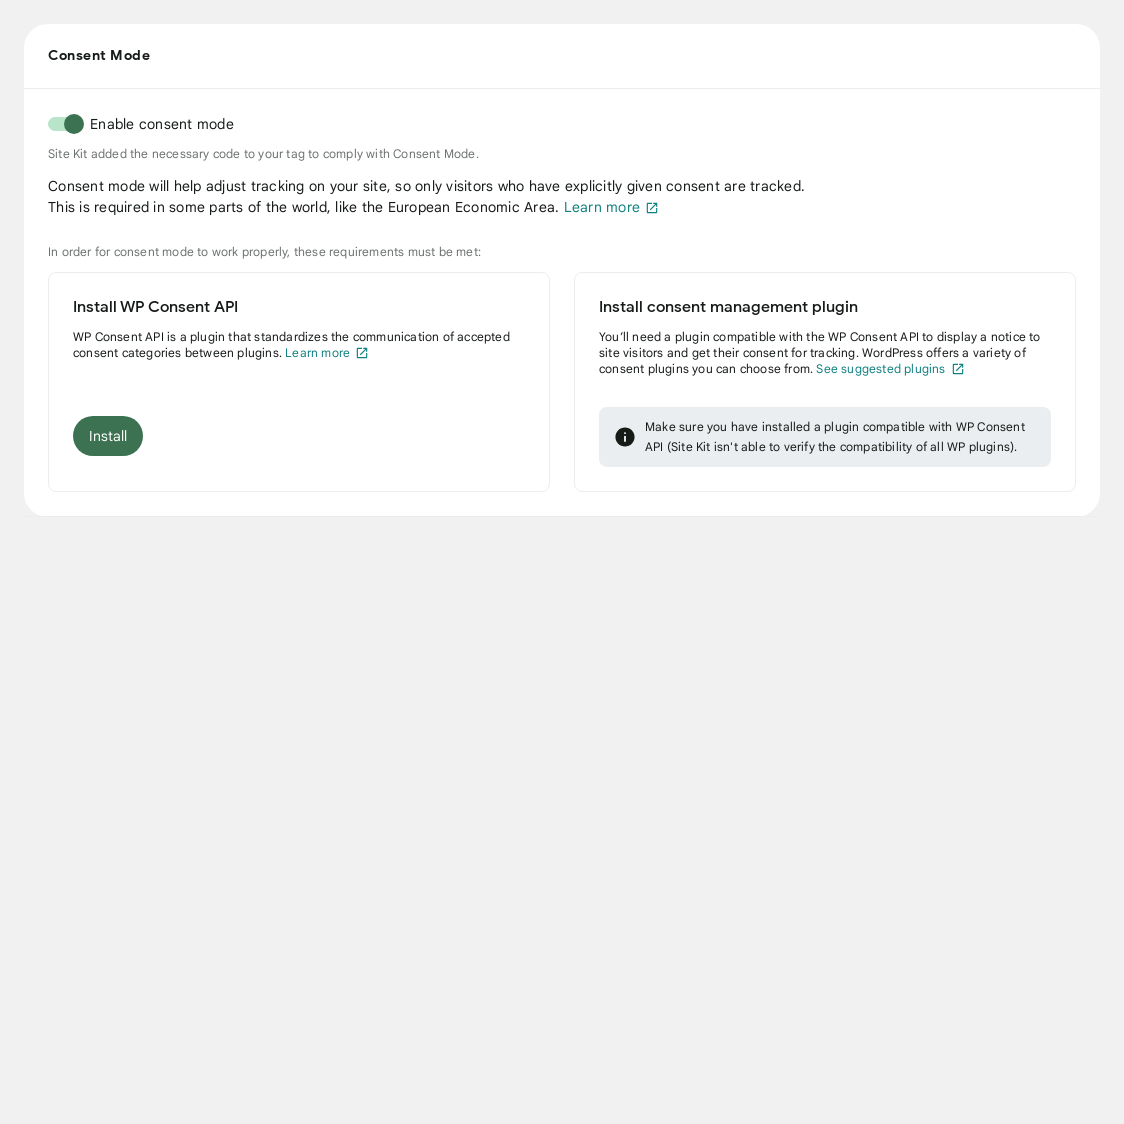 Consent Mode
Enable consent mode
Site Kit added the necessary code to your tag to comply with Consent Mode.
Consent mode will help adjust tracking on your site, so only visitors who have explicitly given consent are tracked.
This is required in some parts of the world, like the European Economic Area. Learn more
In order for consent mode to work properly, these requirements must be met:
Install WP Consent API
WP Consent API is a plugin that standardizes the communication of accepted
consent categories between plugins. Learn more
Install
Install consent management plugin
You’ll need a plugin compatible with the WP Consent API to display a notice to
site visitors and get their consent for tracking. WordPress offers a variety of
consent plugins you can choose from. See suggested plugins
Make sure you have installed a plugin compatible with WP Consent
API (Site Kit isn't able to verify the compatibility of all WP plugins).